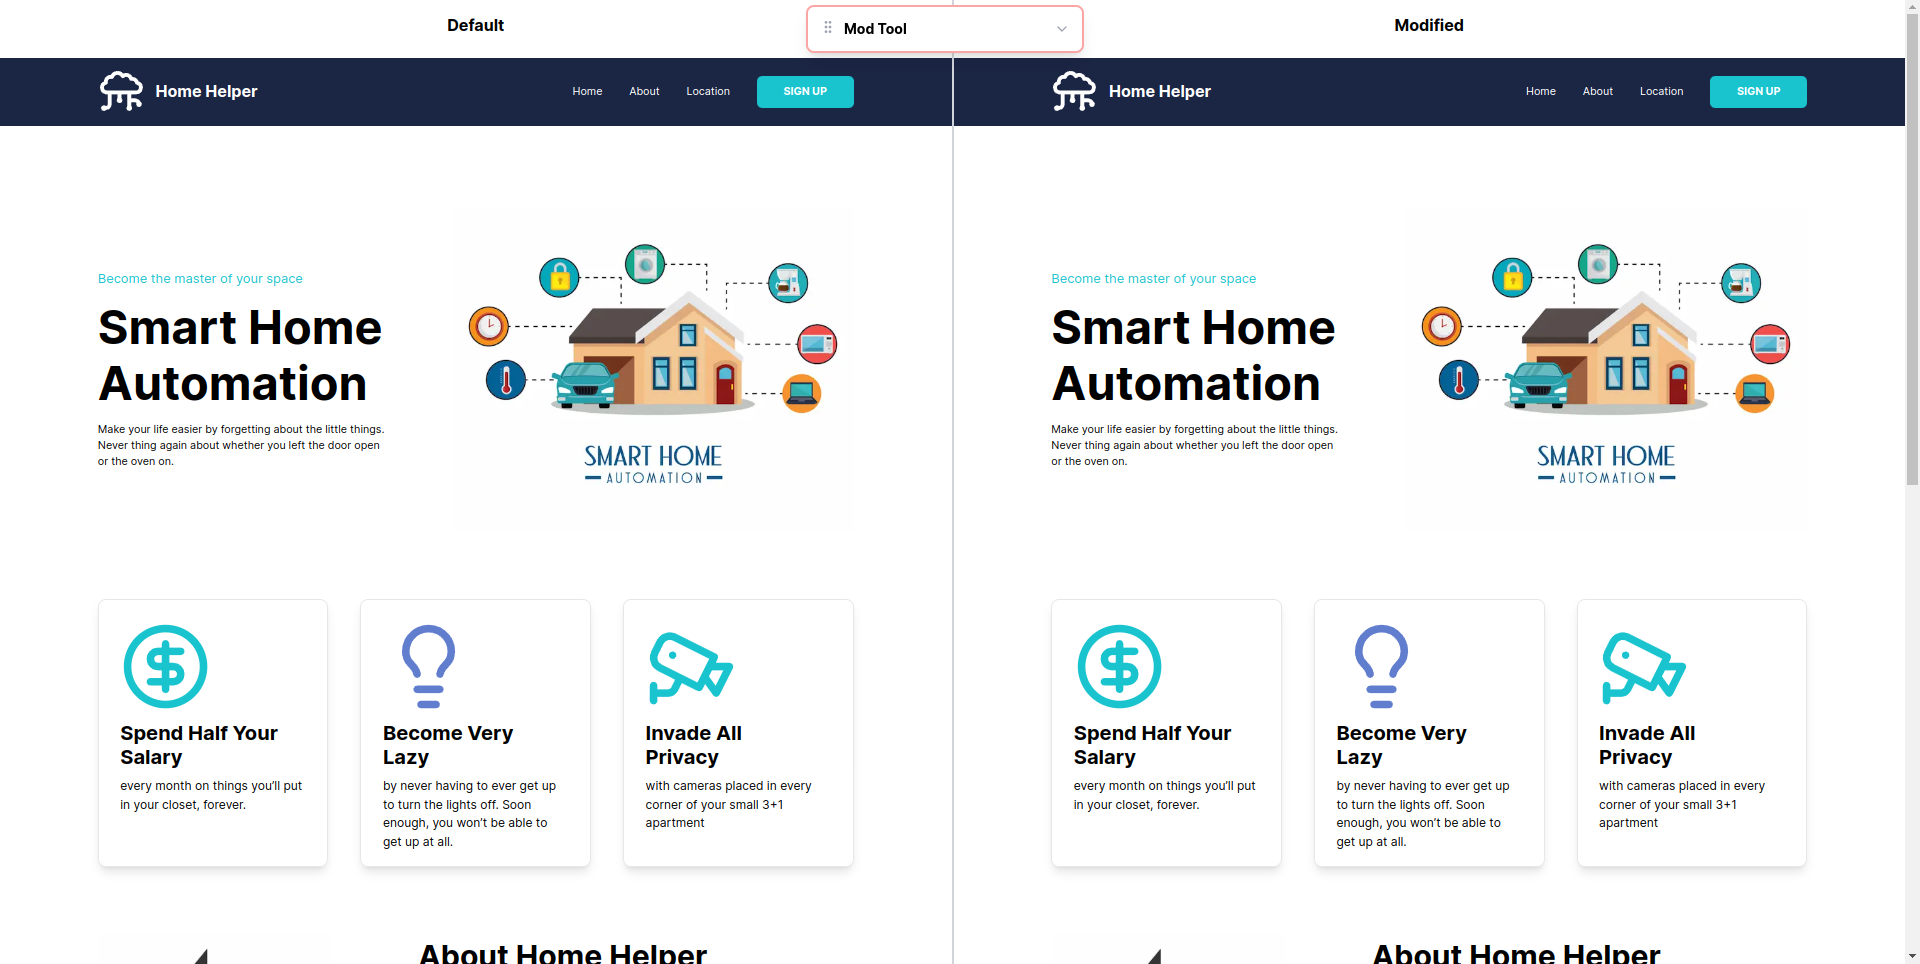 Default
Mod Tool
Modified
Home Helper
Home About Location SIGN UP
Become the master of your space
Smart Home
Automation
Make your life easier by forgetting about the little things.
Never thing again about whether you left the door open
or the oven on.
SMART HOME
AUTOMATION
Spend Half Your
Salary
every month on things you’ll put
in your closet, forever.
Become Very
Lazy
by never having to ever get up
to turn the lights off. Soon
enough, you won’t be able to
get up at all.
Invade All
Privacy
with cameras placed in every
corner of your small 3+1
apartment
About Home Helper
Home Helper
Home About Location SIGN UP
Become the master of your space
Smart Home
Automation
Make your life easier by forgetting about the little things.
Never thing again about whether you left the door open
or the oven on.
SMART HOME
AUTOMATION
Spend Half Your
Salary
every month on things you’ll put
in your closet, forever.
Become Very
Lazy
by never having to ever get up
to turn the lights off. Soon
enough, you won’t be able to
get up at all.
Invade All
Privacy
with cameras placed in every
corner of your small 3+1
apartment
About Home Helper